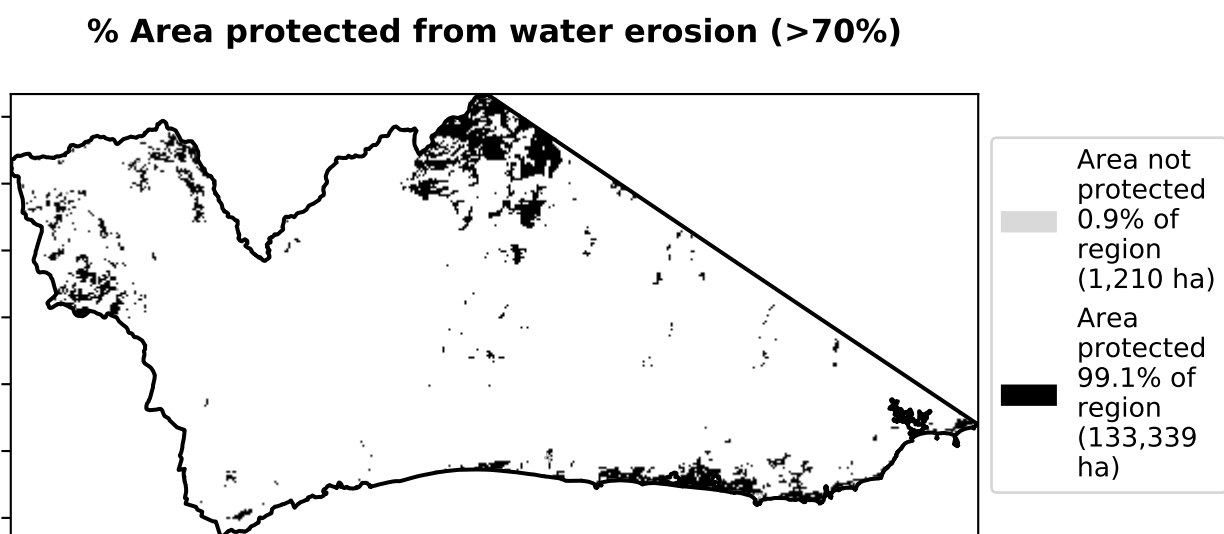 % Area protected from water erosion (>70%)
Area not
protected
0.9% of
region
(1,210 ha)
Area
protected
99.1% of
region
(133,339
ha)